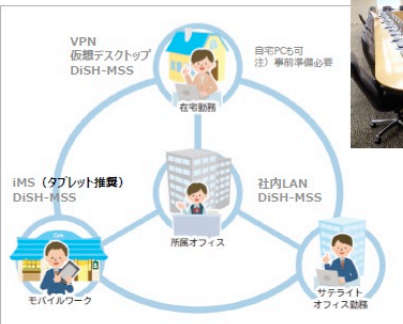 VPN
仮想デスクトップ
DiSH-MSS
自宅PCも可
注）事前準備必要
在宅勤務
iMS（タブレット推奨）
DiSH-MSS
社内LAN
DiSH-MSS
所属オフィス
Cafe
モバイルワーク
サテライト
オフィス勤務